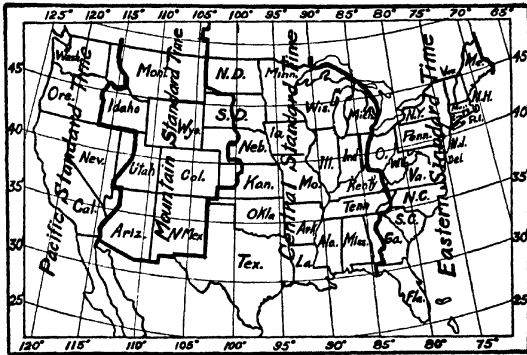 125° 120° 115° 110° 105° 100° 95° 90° 85° 80° 75° 70° 65°
45
40
35
30
25
45
40
35
30
25
Pacific Standard Time
Mountain Standard Time
Central Standard Time
Eastern Standard Time
Wash.
Mont.
N.D.
Minn.
Me.
Ore.
Idaho
Wyo.
S.D.
Wis.
Mich.
N.Y.
Ver.
N.H.
R.I.
Nev.
Utah
Col.
Neb.
Ia.
Ill.
Ind.
O.
Penn.
N.J.
Del.
Cal.
Kan.
Mo.
Kent'y
W.V.
Va.
Ariz.
N Mex
Okla
Ark.
Tenn
N.C.
S.C.
Tex.
La.
Ala.
Miss.
Ga.
Fla.
120° 115° 110° 105° 100° 95° 90° 85° 80° 75°